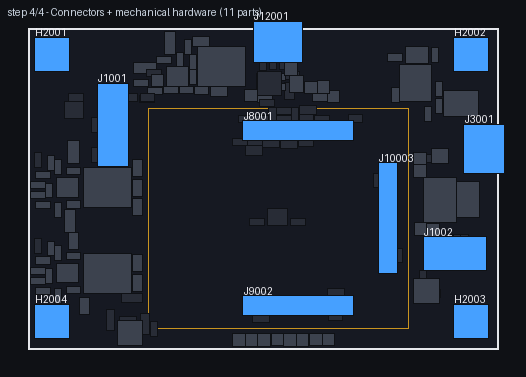 step 4/4 - Connectors + mechanical hardware (11 parts)
J12001
H2001
H2002
J1001
J8001
J3001
J10003
J1002
J9002
H2004
H2003